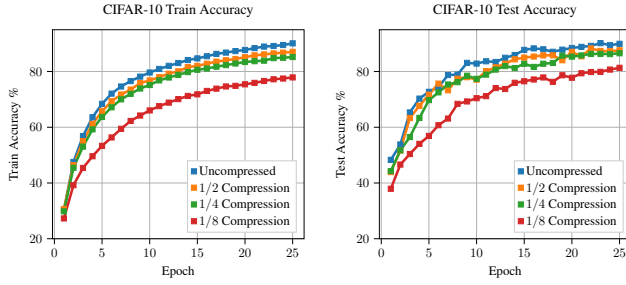 CIFAR-10 Train Accuracy
Train Accuracy %
80
60
40
20
0
5
10
15
20
25
Epoch
Uncompressed
1/2 Compression
1/4 Compression
1/8 Compression
CIFAR-10 Test Accuracy
Test Accuracy %
80
60
40
20
0
5
10
15
20
25
Epoch
Uncompressed
1/2 Compression
1/4 Compression
1/8 Compression